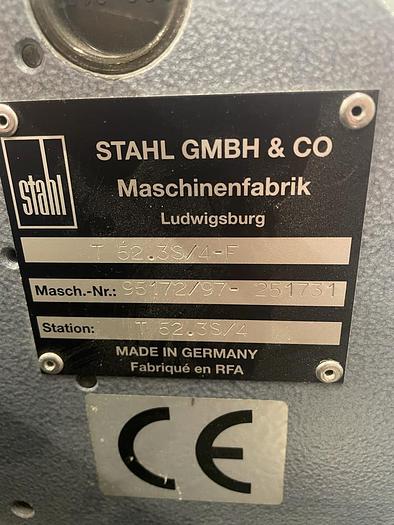 stahl
STAHL GMBH & CO
Maschinenfabrik
Ludwigsburg
T 52.3S/4-F
Masch.-Nr.: 95172/97- 251731
Station: T 52.3S/4
MADE IN GERMANY
Fabriqué en RFA
CE